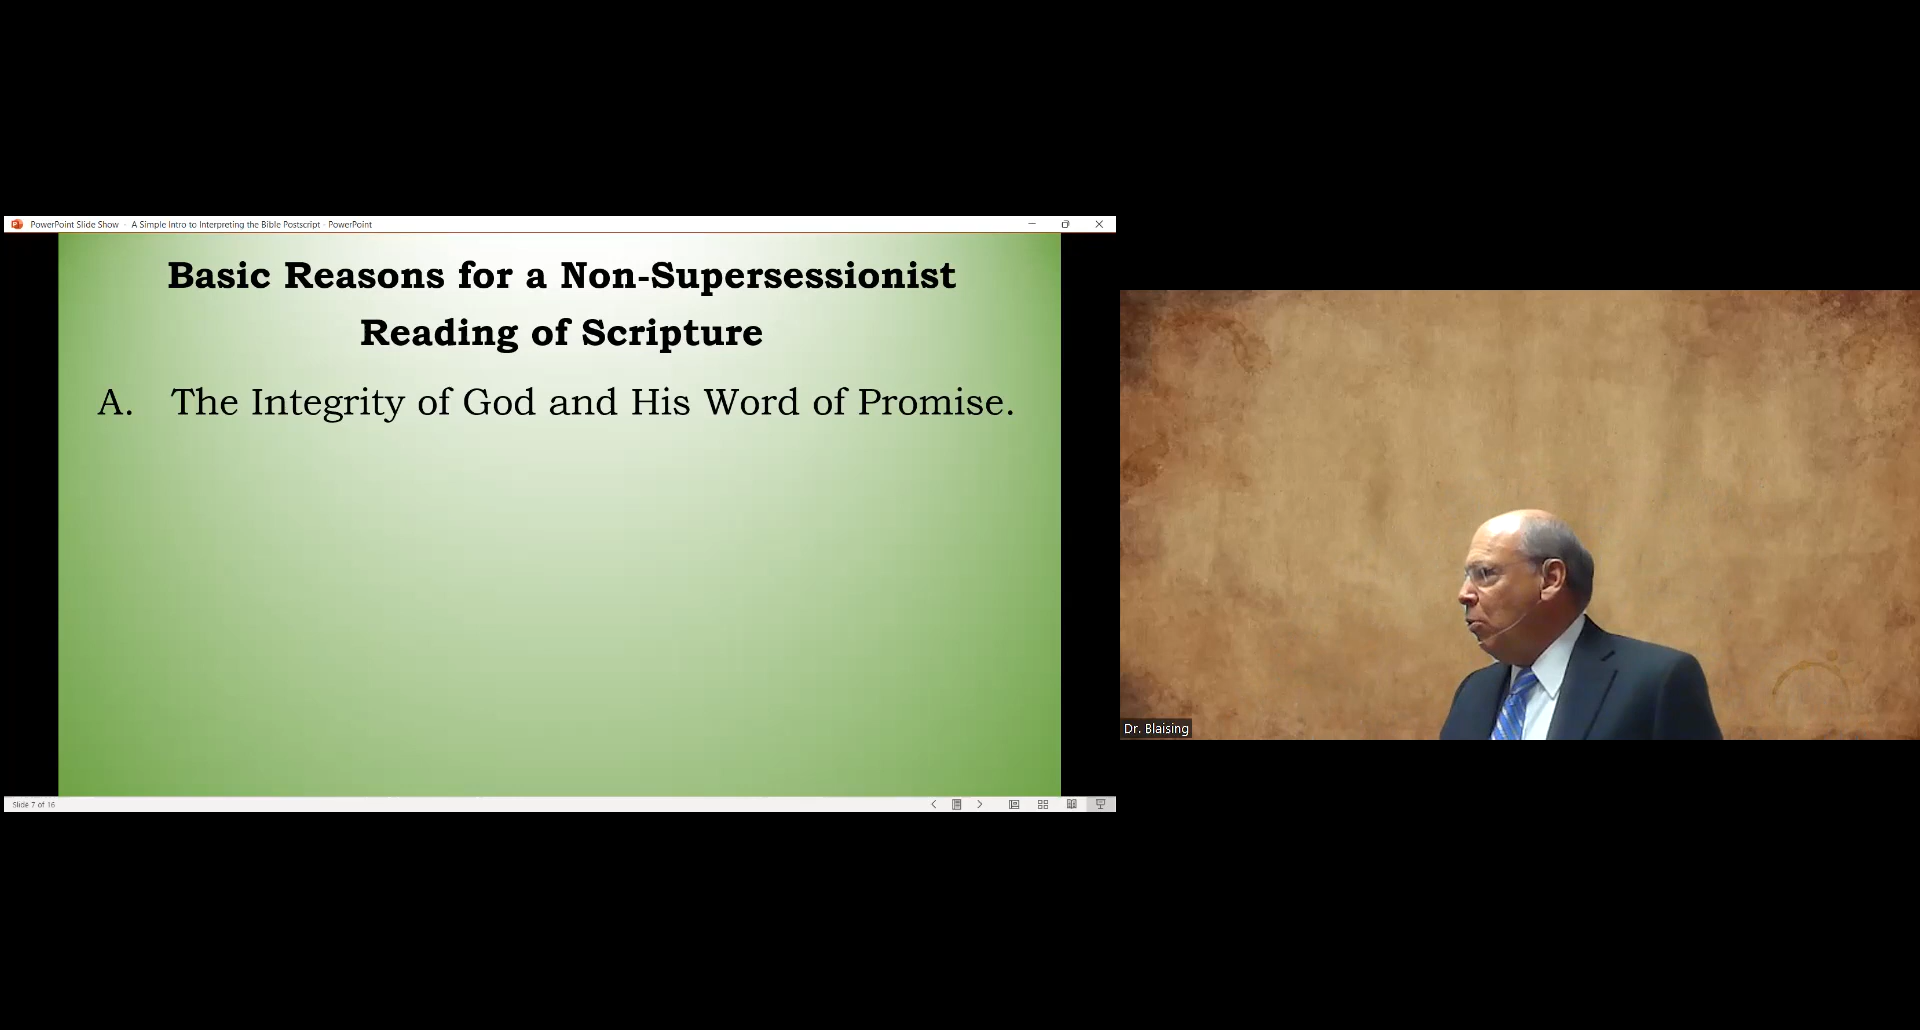 PowerPoint Slide Show - A Simple Intro to Interpreting the Bible Postscript - PowerPoint
Basic Reasons for a Non-Supersessionist
Reading of Scripture
A. The Integrity of God and His Word of Promise.
Slide 7 of 16
Dr. Blaising